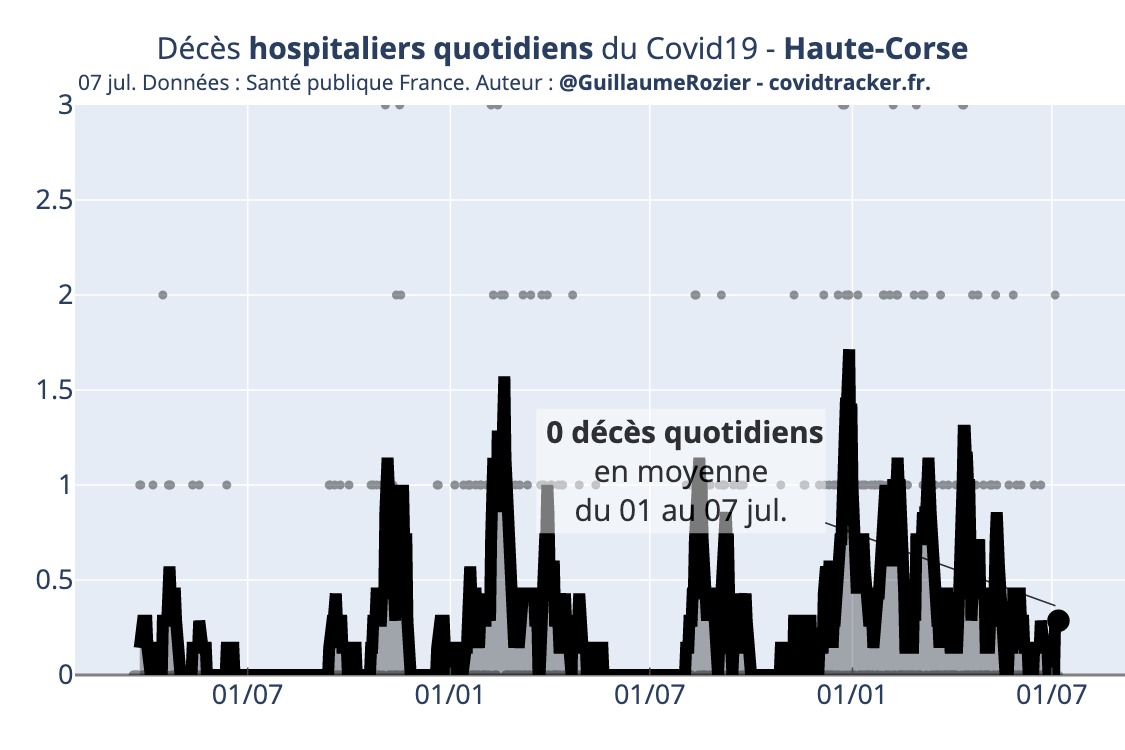 Décès hospitaliers quotidiens du Covid19 - Haute-Corse
07 jul. Données : Santé publique France. Auteur : @GuillaumeRozier - covidtracker.fr.
3
2.5
2
1.5
1
0.5
0
0 décès quotidiens
en moyenne
du 01 au 07 jul.
01/07 01/01 01/07 01/01 01/07